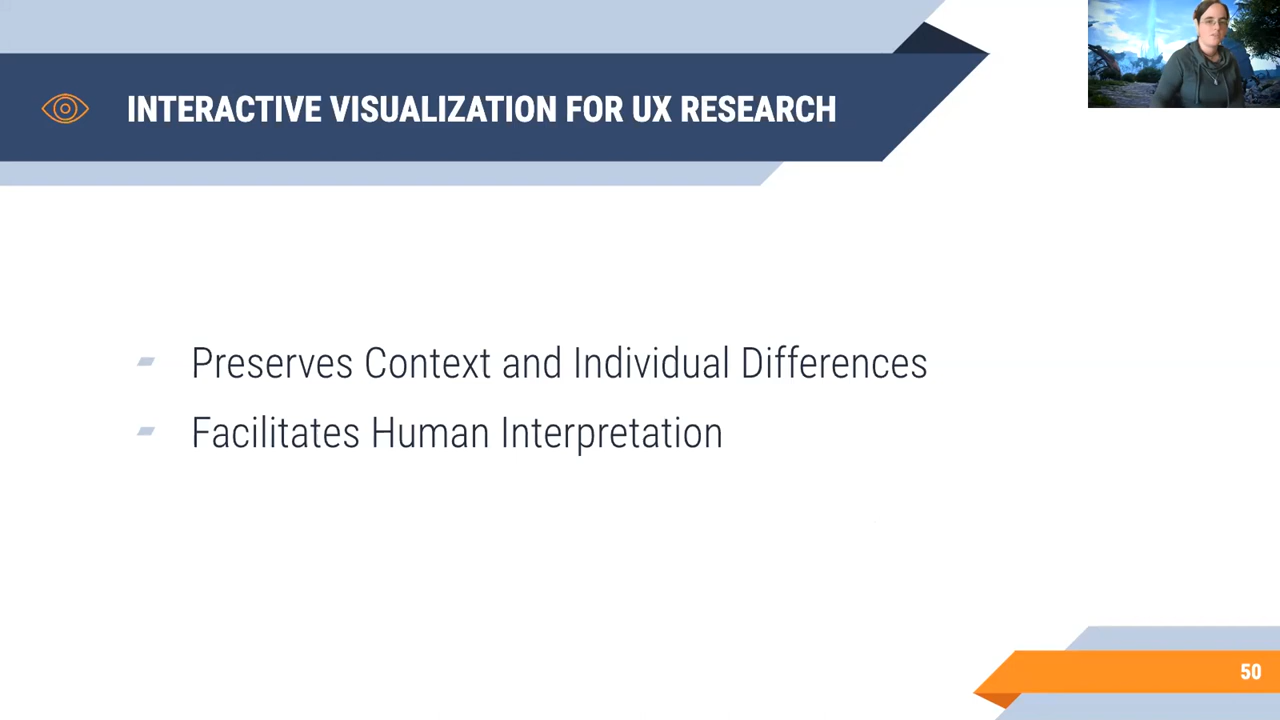 INTERACTIVE VISUALIZATION FOR UX RESEARCH
Preserves Context and Individual Differences
Facilitates Human Interpretation
50